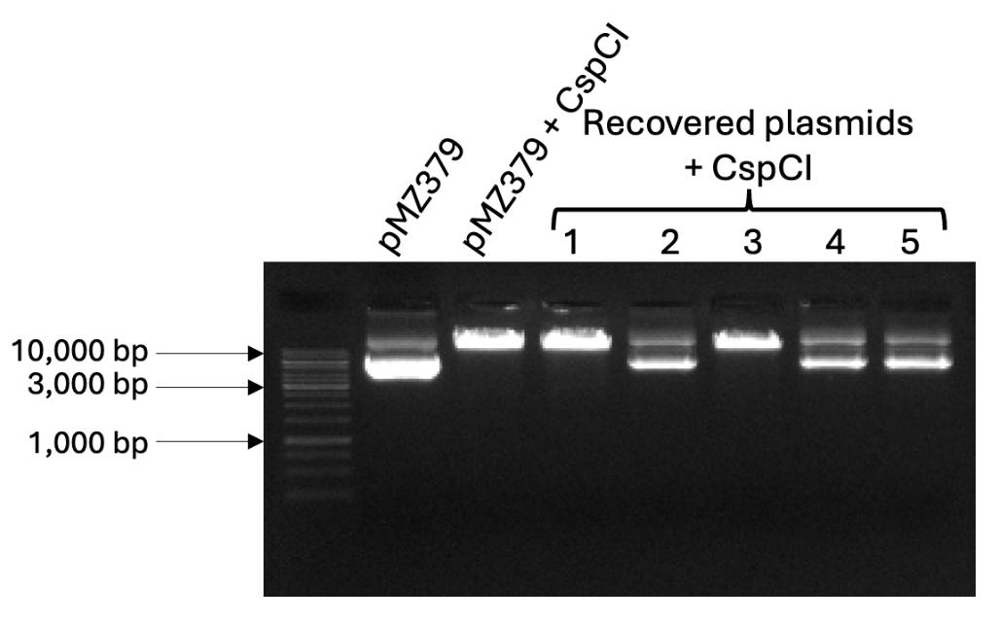 pMZ379
pMZ379 + CspCI
Recovered plasmids
+ CspCI
1 2 3 4 5
10,000 bp
3,000 bp
1,000 bp